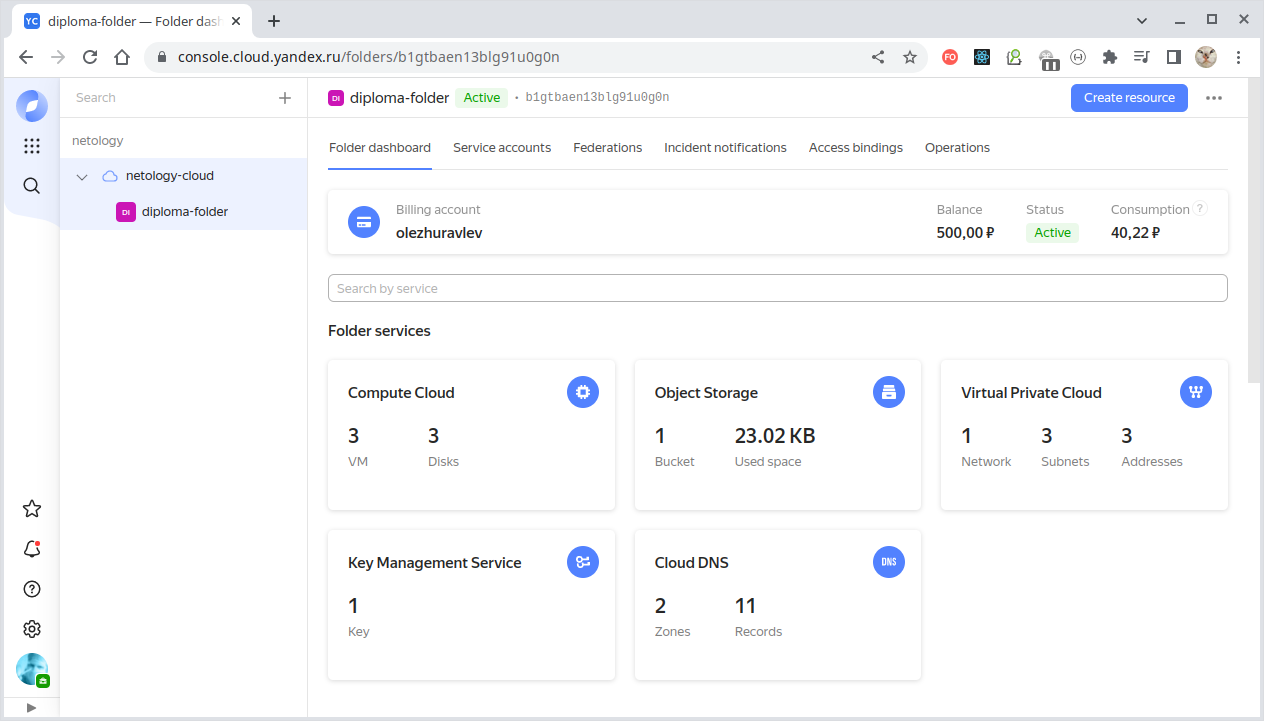 YC diploma-folder — Folder das
console.cloud.yandex.ru/folders/b1gtbaen13blg91u0g0n
FO
Search
DI diploma-folder Active • b1gtbaen13blg91u0g0n
Create resource
netology
netology-cloud
DI diploma-folder
Folder dashboard Service accounts Federations Incident notifications Access bindings Operations
Billing account Balance Status Consumption ?
olezhuravlev 500,00 ₽ Active 40,22 ₽
Search by service
Folder services
Compute Cloud
3 3
VM Disks
Object Storage
1 23.02 KB
Bucket Used space
Virtual Private Cloud
1 3 3
Network Subnets Addresses
Key Management Service
1
Key
Cloud DNS DNS
2 11
Zones Records